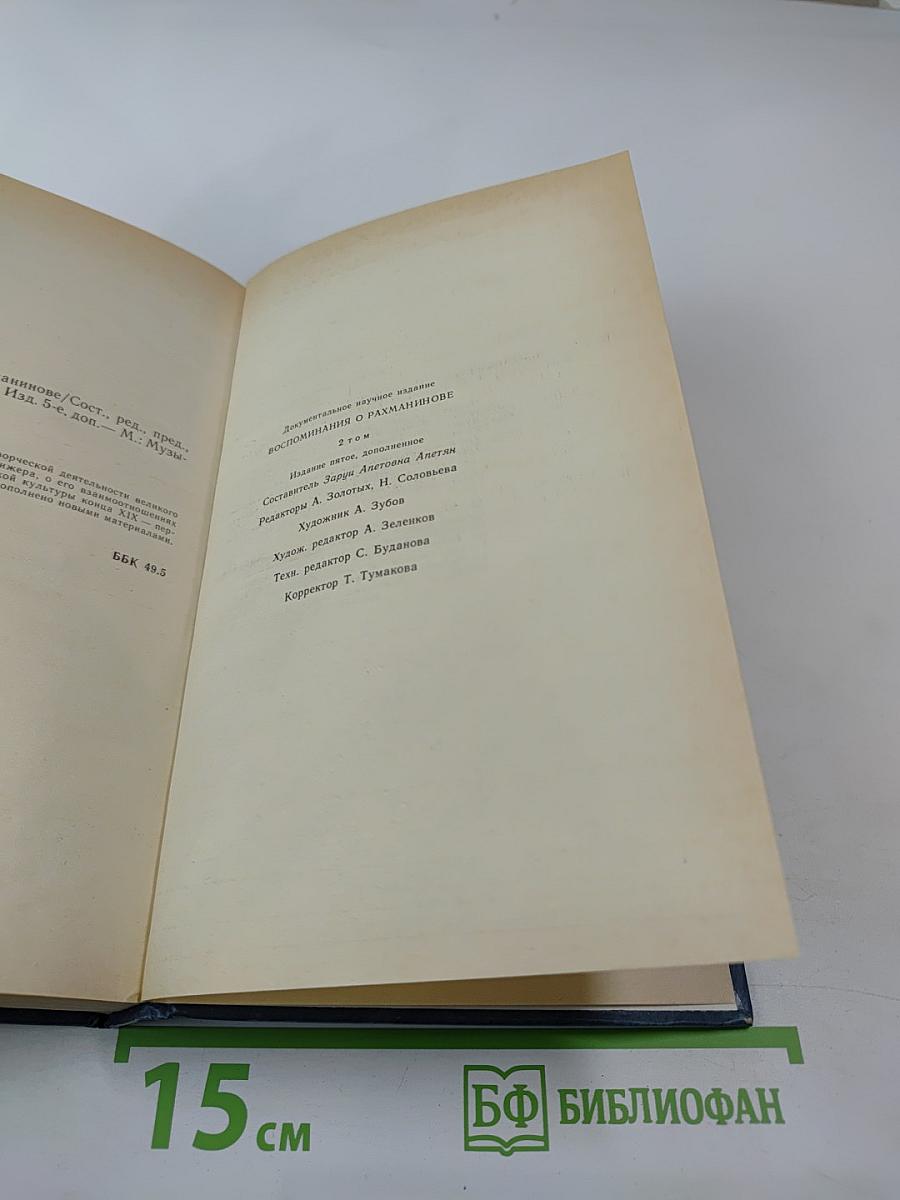 анинове/Сост., ред., пред.,
Изд. 5-е, доп.— М.: Музы-
орческой деятельности великого
ижера, о его взаимоотношениях
кой культуры конца XIX — пер-
ополнено новыми материалами.
ББК 49.5
Документальное научное издание
ВОСПОМИНАНИЯ О РАХМАНИНОВЕ
2 том
Издание пятое, дополненное
Составитель Заруи Апетовна Апетян
Редакторы А. Золотых, Н. Соловьева
Художник А. Зубов
Худож. редактор А. Зеленков
Техн. редактор С. Буданова
Корректор Т. Тумакова
15 см
БФ БИБЛИОФАН